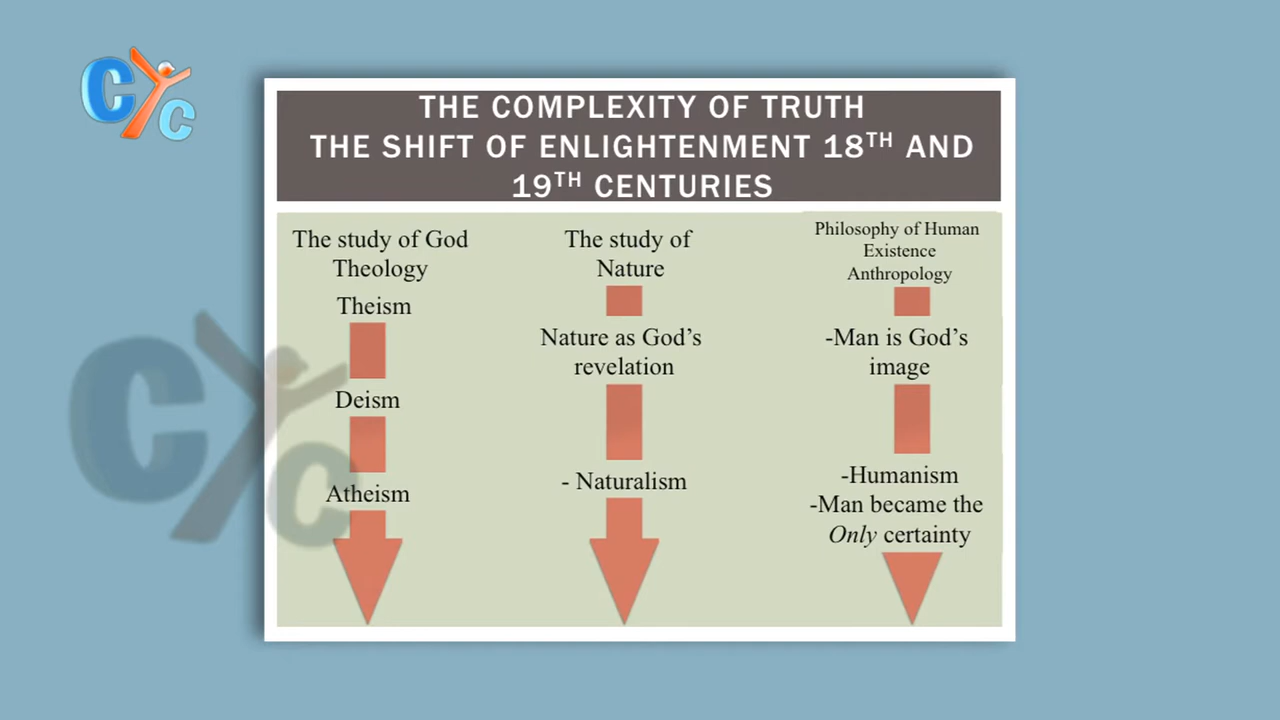 CYC
THE COMPLEXITY OF TRUTH
THE SHIFT OF ENLIGHTENMENT 18TH AND
19TH CENTURIES
The study of God
Theology
Theism
Deism
Atheism
The study of
Nature
Nature as God’s
revelation
- Naturalism
Philosophy of Human
Existence
Anthropology
-Man is God’s
image
-Humanism
-Man became the
Only certainty
CYC